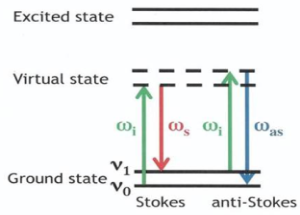 Excited state
Virtual state
ωi ωs ωi ωas
ν1
Ground state
ν0
Stokes anti-Stokes